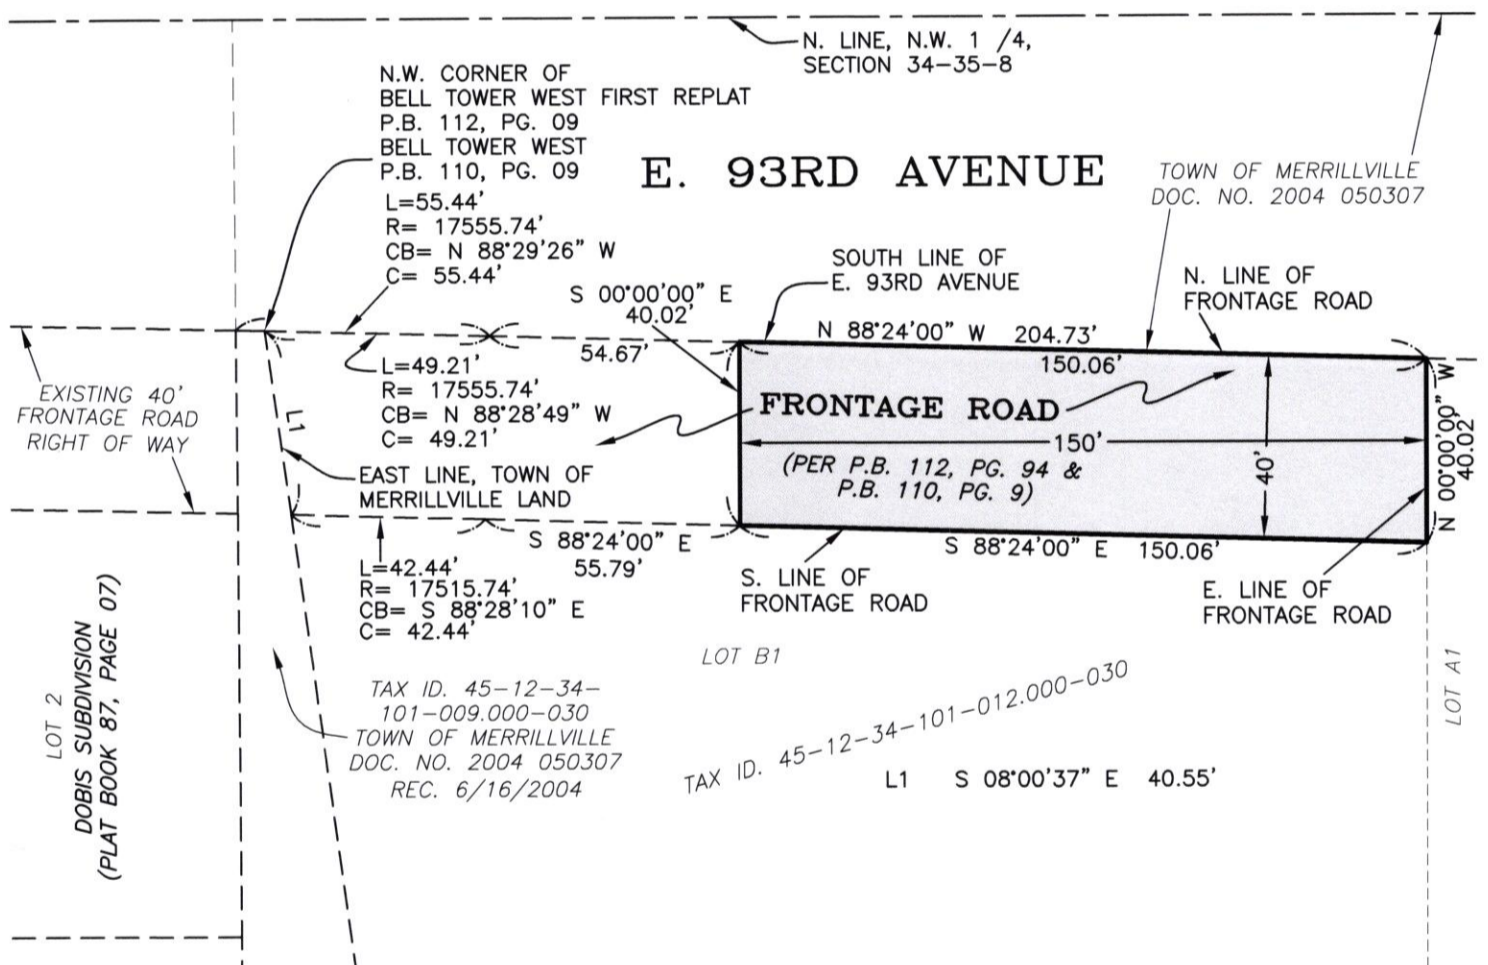 N. LINE, N.W. 1 /4,
SECTION 34-35-8
N.W. CORNER OF
BELL TOWER WEST FIRST REPLAT
P.B. 112, PG. 09
BELL TOWER WEST
P.B. 110, PG. 09
E. 93RD AVENUE
TOWN OF MERRILLVILLE
DOC. NO. 2004 050307
L=55.44'
R= 17555.74'
CB= N 88°29'26" W
C= 55.44'
SOUTH LINE OF
E. 93RD AVENUE
N. LINE OF
FRONTAGE ROAD
S 00°00'00" E
40.02'
N 88°24'00" W 204.73'
54.67'
150.06'
L=49.21'
R= 17555.74'
CB= N 88°28'49" W
C= 49.21'
EXISTING 40'
FRONTAGE ROAD
RIGHT OF WAY
L1
FRONTAGE ROAD
150'
(PER P.B. 112, PG. 94 &
P.B. 110, PG. 9)
40'
N 00°00'00" W
40.02'
EAST LINE, TOWN OF
MERRILLVILLE LAND
S 88°24'00" E
55.79'
S 88°24'00" E 150.06'
L=42.44'
R= 17515.74'
CB= S 88°28'10" E
C= 42.44'
S. LINE OF
FRONTAGE ROAD
E. LINE OF
FRONTAGE ROAD
LOT B1
LOT A1
LOT 2
DOBIS SUBDIVISION
(PLAT BOOK 87, PAGE 07)
TAX ID. 45-12-34-
101-009.000-030
TOWN OF MERRILLVILLE
DOC. NO. 2004 050307
REC. 6/16/2004
TAX ID. 45-12-34-101-012.000-030
L1 S 08°00'37" E 40.55'